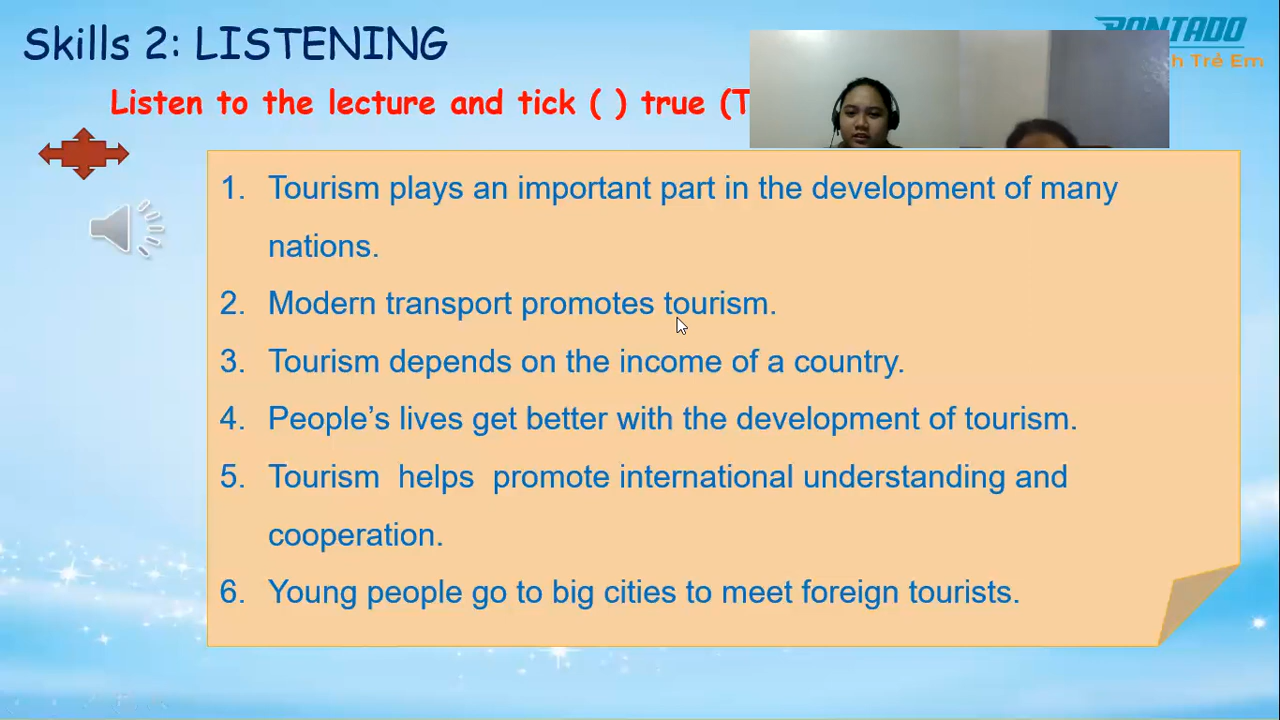 Skills 2: LISTENING
Listen to the lecture and tick ( ) true (T
1. Tourism plays an important part in the development of many
nations.
2. Modern transport promotes tourism.
3. Tourism depends on the income of a country.
4. People’s lives get better with the development of tourism.
5. Tourism helps promote international understanding and
cooperation.
6. Young people go to big cities to meet foreign tourists.
h Trẻ Em